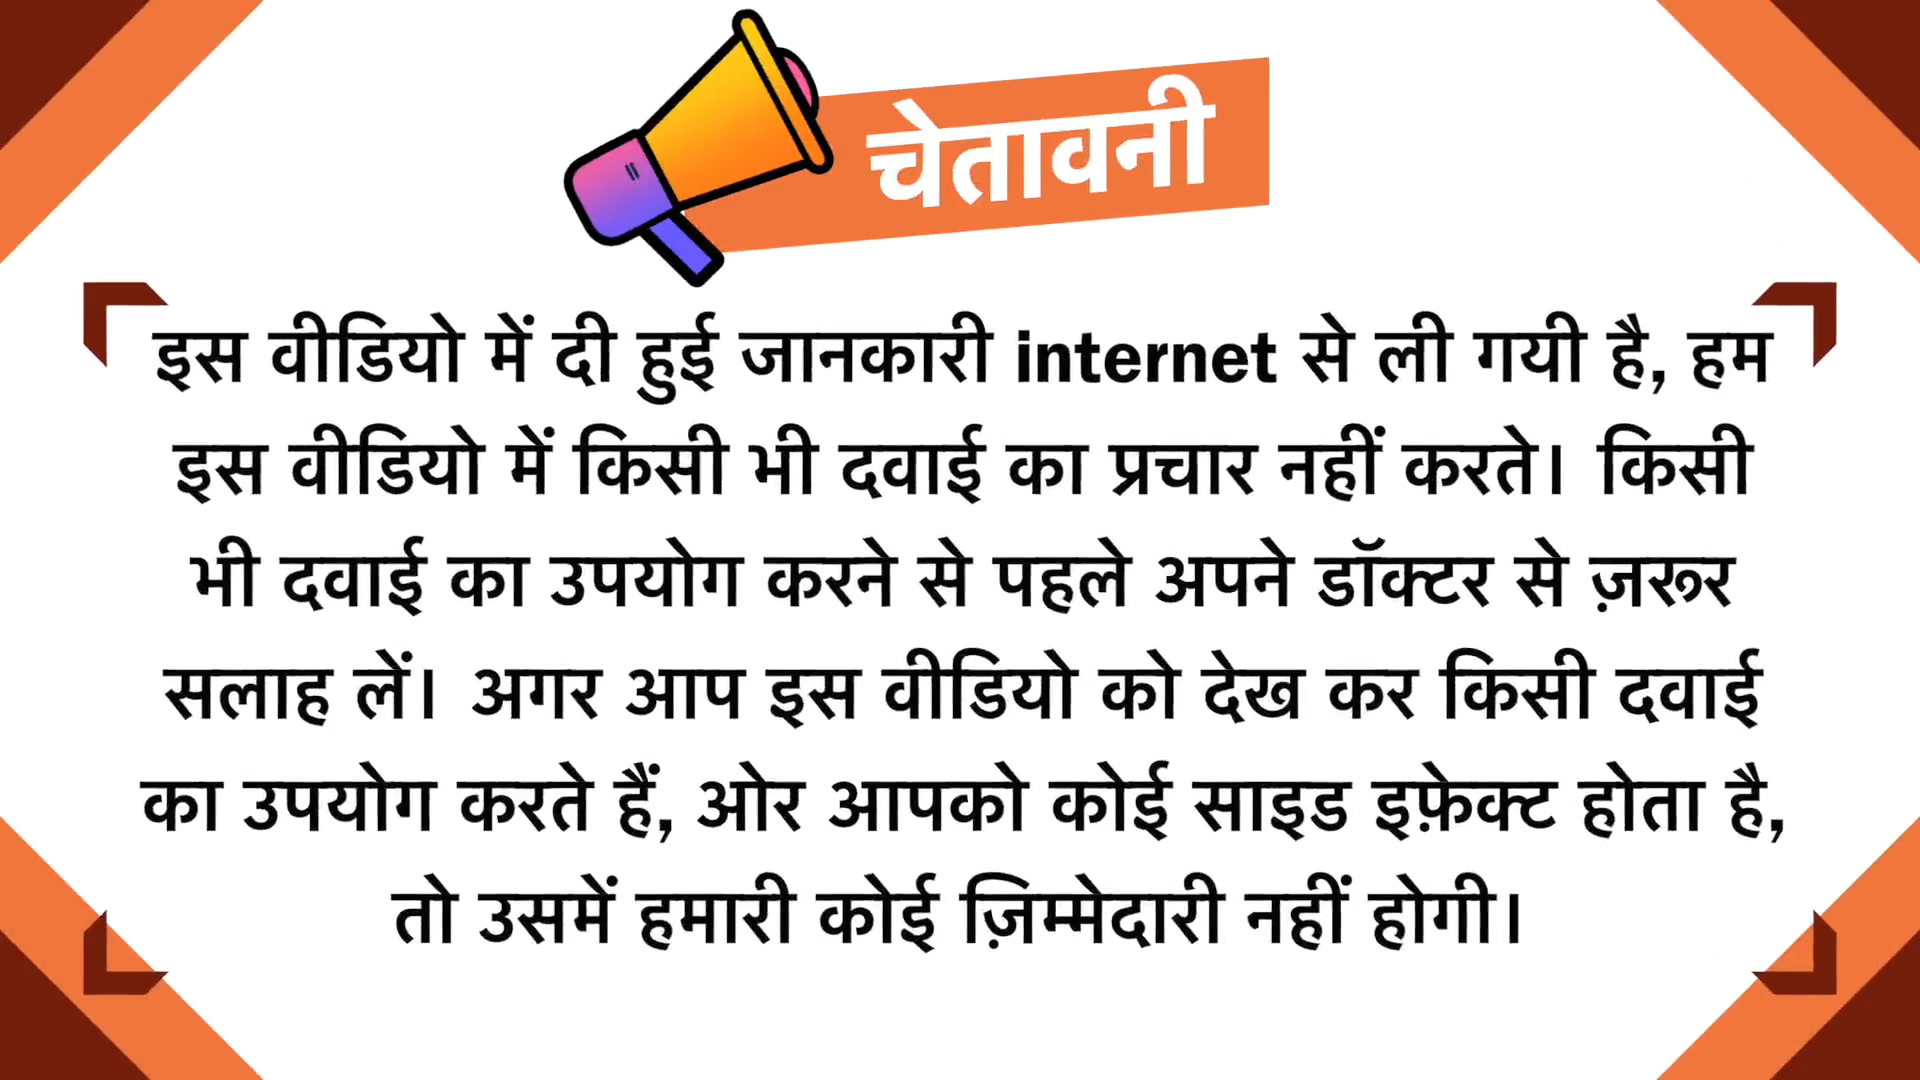 चेतावनी
इस वीडियो में दी हुई जानकारी internet से ली गयी है, हम
इस वीडियो में किसी भी दवाई का प्रचार नहीं करते। किसी
भी दवाई का उपयोग करने से पहले अपने डॉक्टर से ज़रूर
सलाह लें। अगर आप इस वीडियो को देख कर किसी दवाई
का उपयोग करते हैं, ओर आपको कोई साइड इफ़ेक्ट होता है,
तो उसमें हमारी कोई ज़िम्मेदारी नहीं होगी।